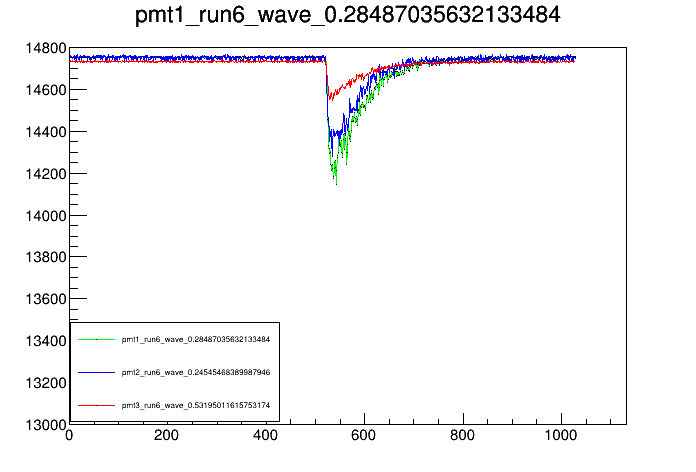 pmt1_run6_wave_0.28487035632133484
14800
14600
14400
14200
14000
13800
13600
13400
13200
13000
pmt1_run6_wave_0.28487035632133484
pmt2_run6_wave_0.24545468389987946
pmt3_run6_wave_0.53195011615753174
0 200 400 600 800 1000